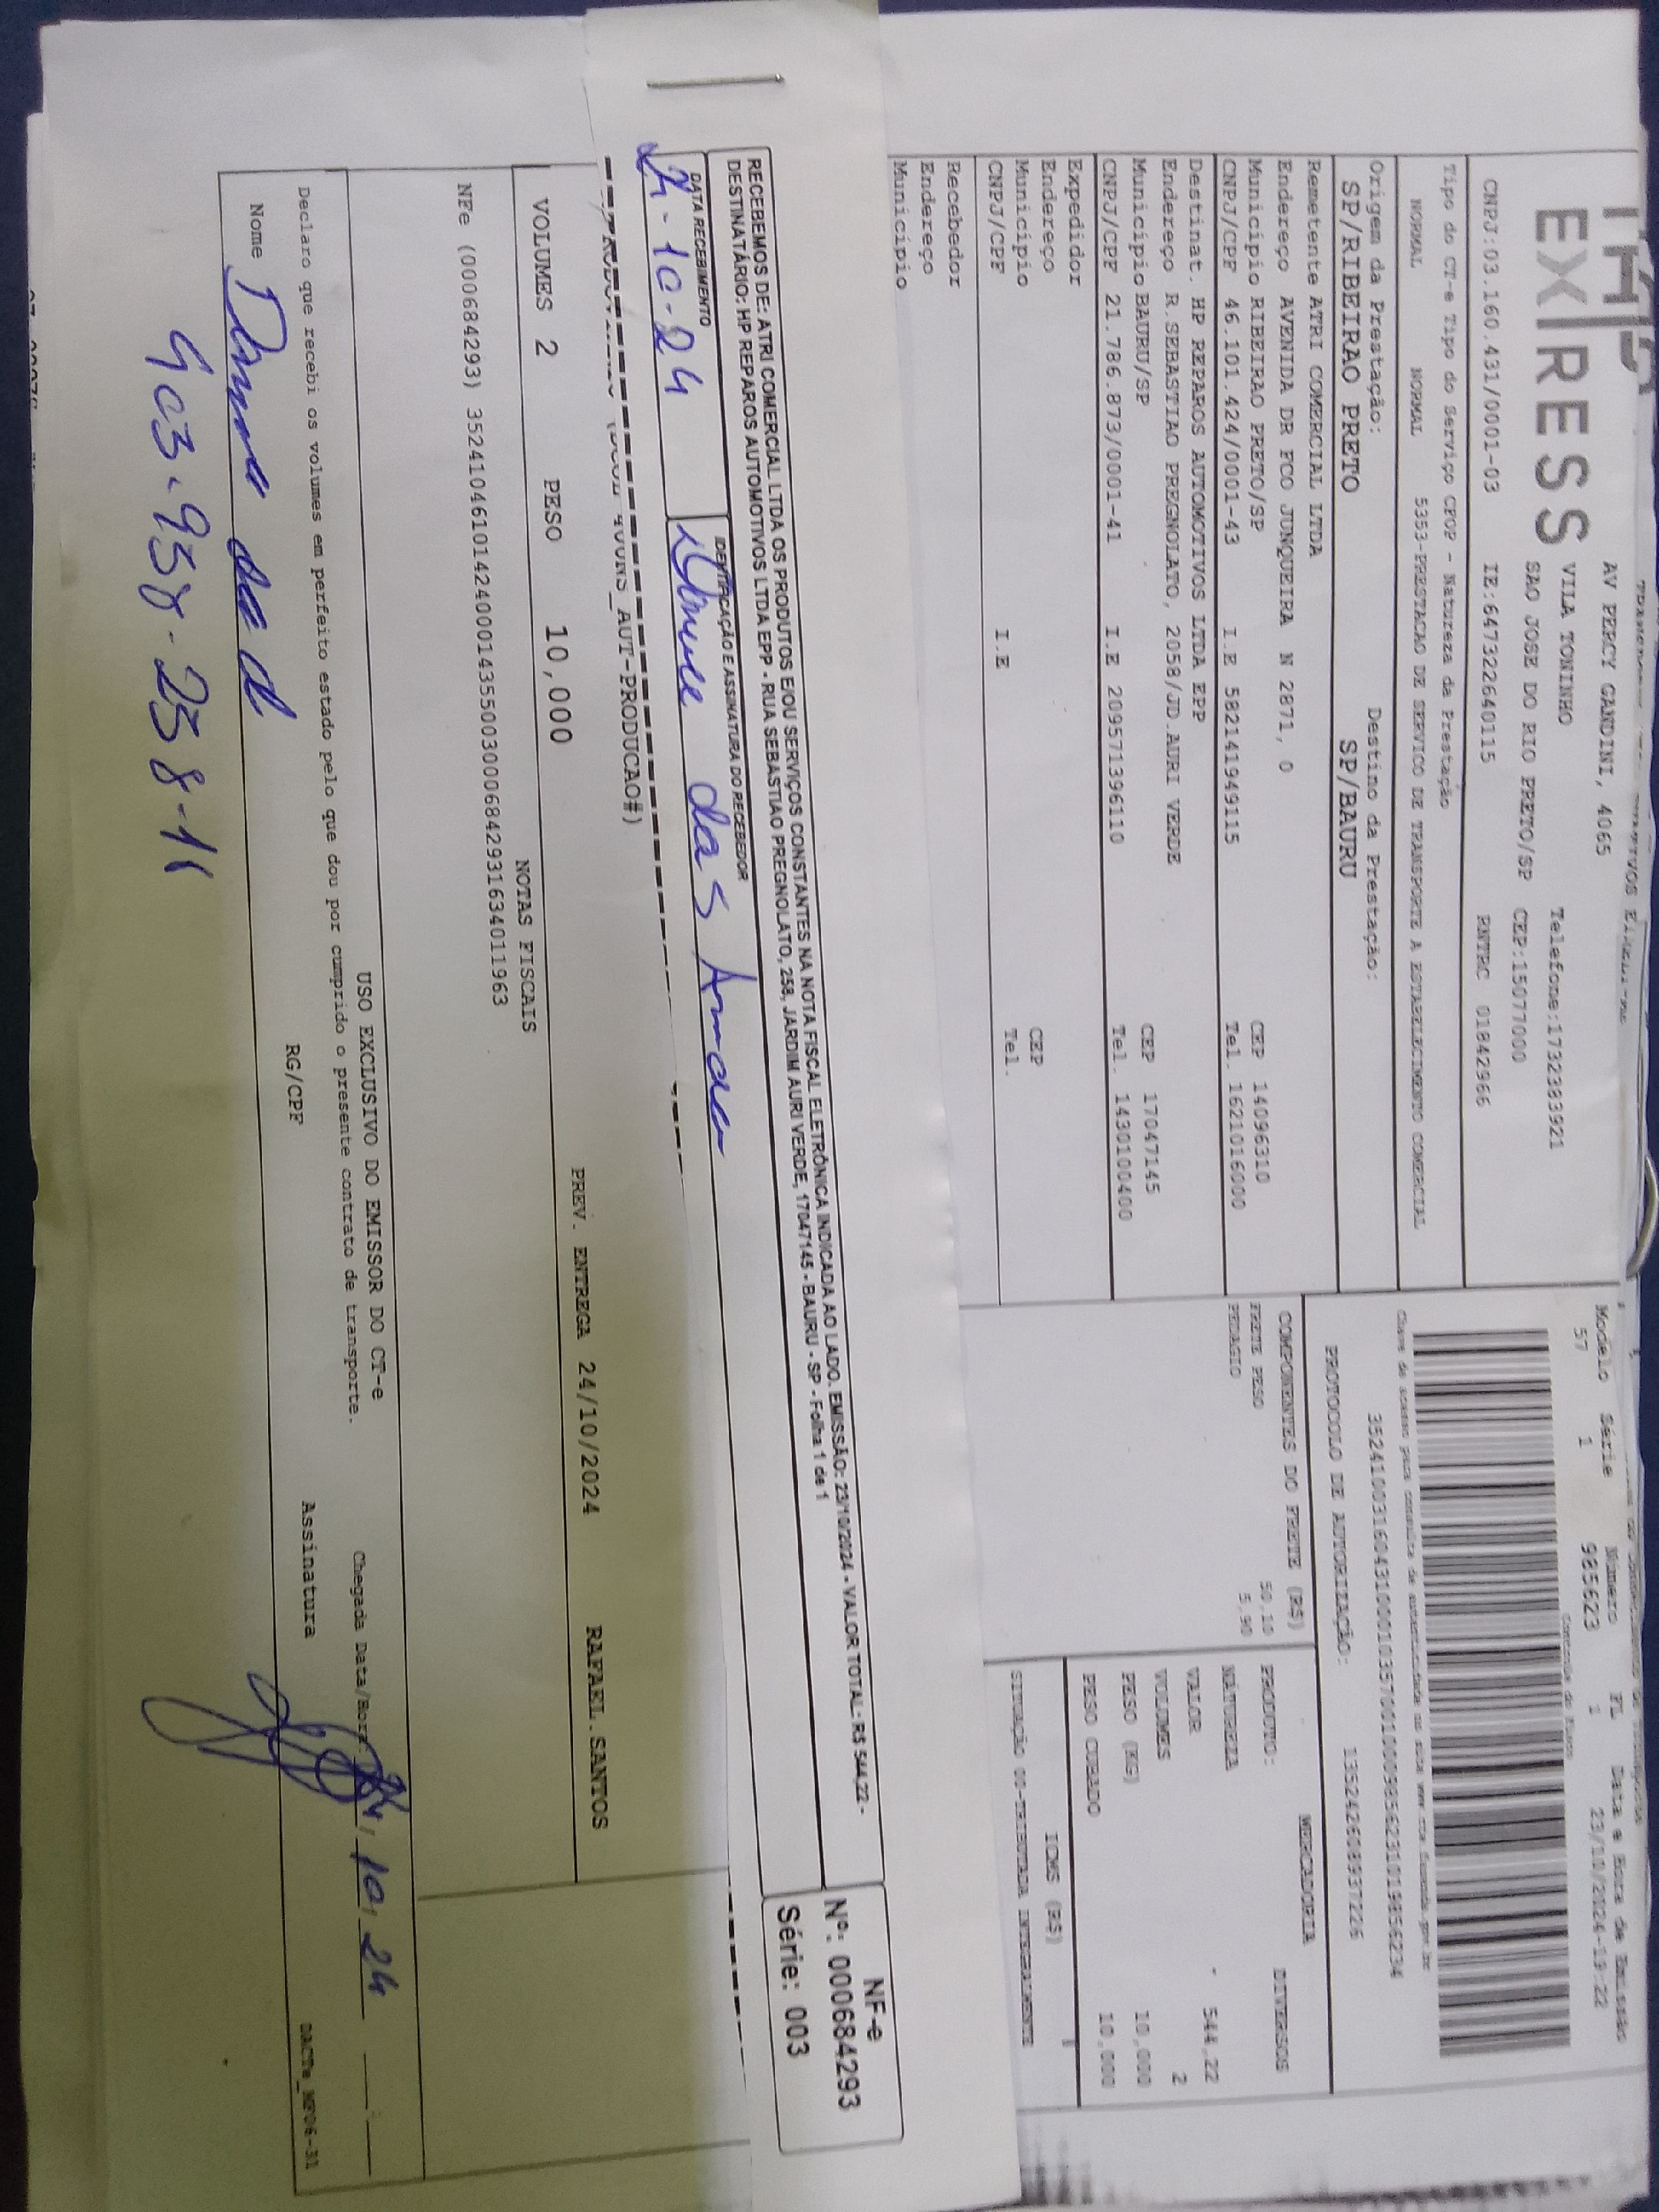 EXPRESS
AV PERCY GANDINI, 4065
VILA TONINHO
Telefone:1732383921
SAO JOSE DO RIO PRETO/SP CEP:15077000
CNPJ:03.160.431/0001-03 IE:647322640115 RNTRC 01842966
Tipo do CT-e Tipo do Serviço CFOP - Natureza da Prestação
NORMAL NORMAL 5353-PRESTACAO DE SERVICO DE TRANSPORTE A ESTABELECIMENTO COMERCIAL
Origem da Prestação: Destino da Prestação:
SP/RIBEIRAO PRETO SP/BAURU
Modelo Série Número FL Data e Hora de Emissão
57 1 985623 1 23/10/2024-19:22
PROTOCOLO DE AUTORIZAÇÃO:
Remetente ATRI COMERCIAL LTDA
Endereço AVENIDA DR FCO JUNQUEIRA N 2871, 0
Municipio RIBEIRAO PRETO/SP CEP 14096310
CNPJ/CPF 46.101.424/0001-43 I.E 582141949115 Tel. 1621016000
Destinat. HP REPAROS AUTOMOTIVOS LTDA EPP
Endereço R.SEBASTIAO PREGNOLATO, 2058/JD.AURI VERDE
Municipio BAURU/SP CEP 17047145
CNPJ/CPF 21.786.873/0001-41 I.E 209571396110 Tel. 1430100400
Expedidor
Endereço
Municipio CEP
CNPJ/CPF I.E Tel.
Recebedor
Endereço
Municipio
COMPONENTES DO FRETE (R$)
FRETE PESO 50,10
PEDAGIO 5,90
MERCADORIA
PRODUTO: DIVERSOS
NATUREZA
VALOR 544,22
VOLUMES 2
PESO (KG) 10,000
PESO CUBADO 10,000
ICMS (R$)
SITUAÇÃO 00-TRIBUTADA INTEGRALMENTE
RECEBEMOS DE: ATRI COMERCIAL LTDA OS PRODUTOS E/OU SERVIÇOS CONSTANTES NA NOTA FISCAL ELETRÔNICA INDICADA AO LADO. EMISSÃO: 23/10/2024 - VALOR TOTAL: R$ 544,22 -
DESTINATÁRIO: HP REPAROS AUTOMOTIVOS LTDA EPP - RUA SEBASTIAO PREGNOLATO, 258, JARDIM AURI VERDE, 17047145 - BAURU - SP - Folha 1 de 1
DATA RECEBIMENTO IDENTIFICAÇÃO E ASSINATURA DO RECEBEDOR
24-10-24
NF-e
Nº: 000684293
Série: 003
_AUT-PRODUCAO#)
PREV. ENTREGA 24/10/2024 RAFAEL.SANTOS
VOLUMES 2 PESO 10,000
NOTAS FISCAIS
NFe (000684293) 35241046101424000143550030006842931634011963
USO EXCLUSIVO DO EMISSOR DO CT-e
Declaro que recebi os volumes em perfeito estado pelo que dou por cumprido o presente contrato de transporte.
Chegada Data/Hora: 24, 10, 24
Nome RG/CPF Assinatura
DACTe_MF06-31
403.958.258-11